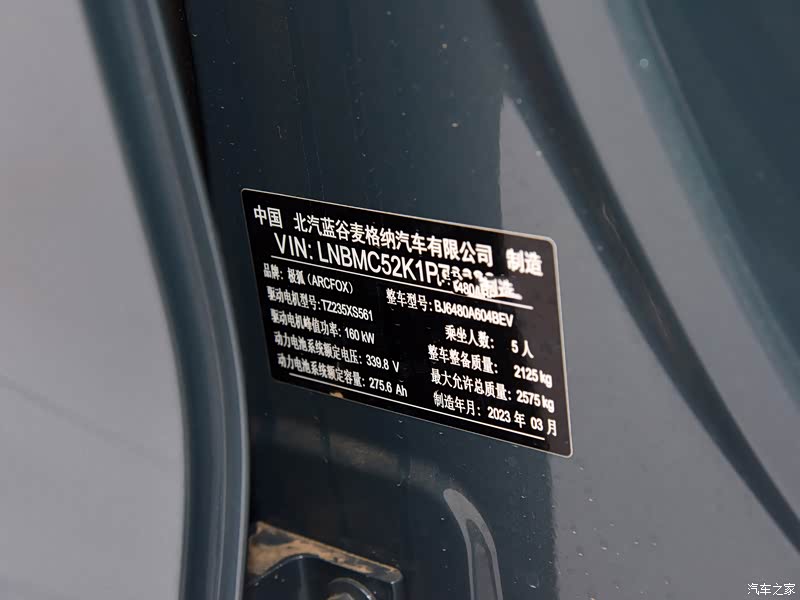 中国 北汽蓝谷麦格纳汽车有限公司 制造
VIN: LNBMC52K1P
品牌: 极狐 (ARCFOX)
整车型号: BJ6480A604BEV
驱动电机型号: TZ235XS561
乘坐人数: 5 人
驱动电机峰值功率: 160 kW
整车整备质量: 2125 kg
动力电池系统额定电压: 339.8 V
最大允许总质量: 2575 kg
动力电池系统额定容量: 275.6 Ah
制造年月: 2023 年 03 月
汽车之家